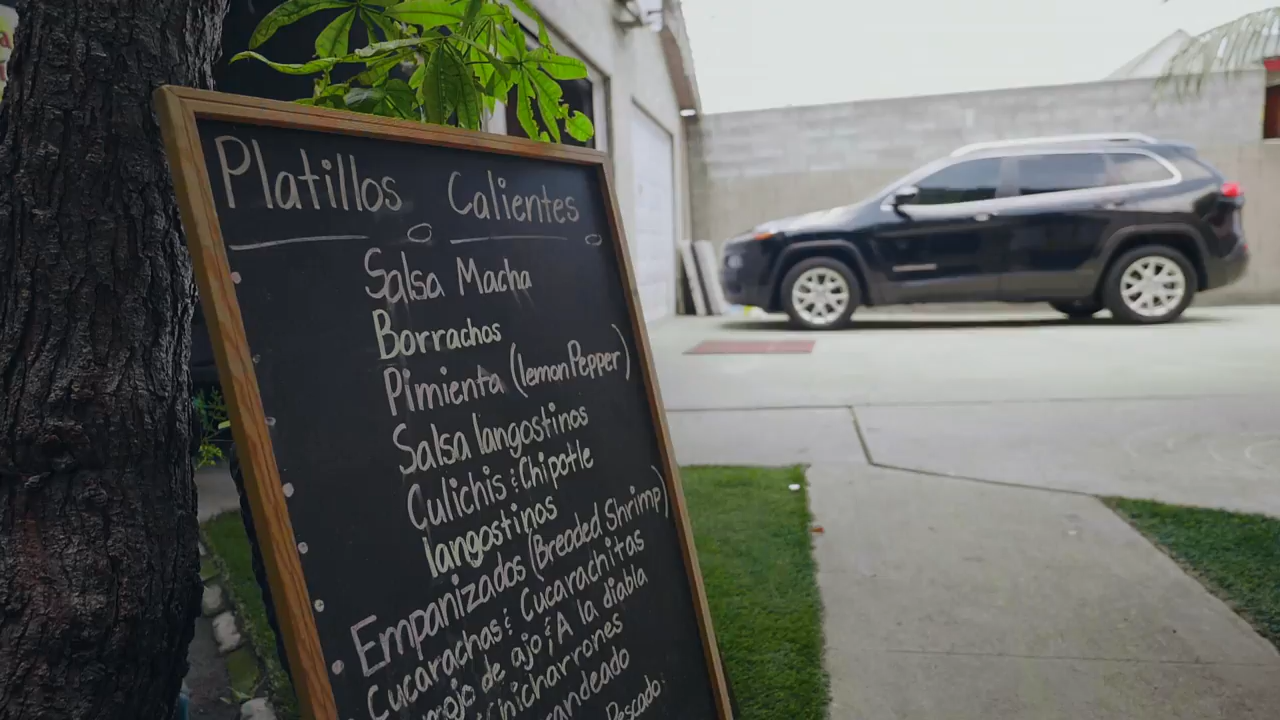 Platillos Calientes
Salsa Macha
Borrachos
Pimienta (lemon Pepper)
Salsa langostinos
Culichis & Chipotle
langostinos
Empanizados (Breaded Shrimp)
Cucarachas & Cucarachitas
mojo de ajo & A la diabla
Chicharrones
Pescado